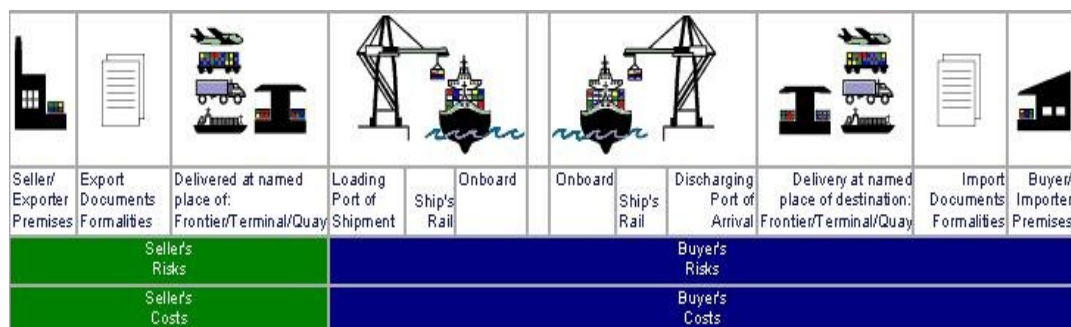 Seller/
Exporter
Premises
Export
Documents
Formalities
Delivered at named
place of:
Frontier/Terminal/Quay
Loading
Port of
Shipment
Ship's
Rail
Onboard
Onboard
Ship's
Rail
Discharging
Port of
Arrival
Delivery at named
place of destination:
Frontier/Terminal/Quay
Import
Documents
Formalities
Buyer/
Importer
Premises
Seller's
Risks
Buyer's
Risks
Seller's
Costs
Buyer's
Costs